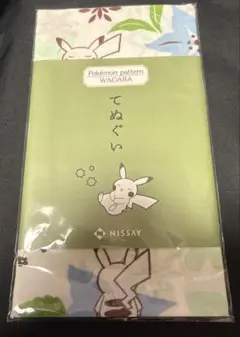 Pokémon pattern
WAGARA
てぬぐい
NISSAY